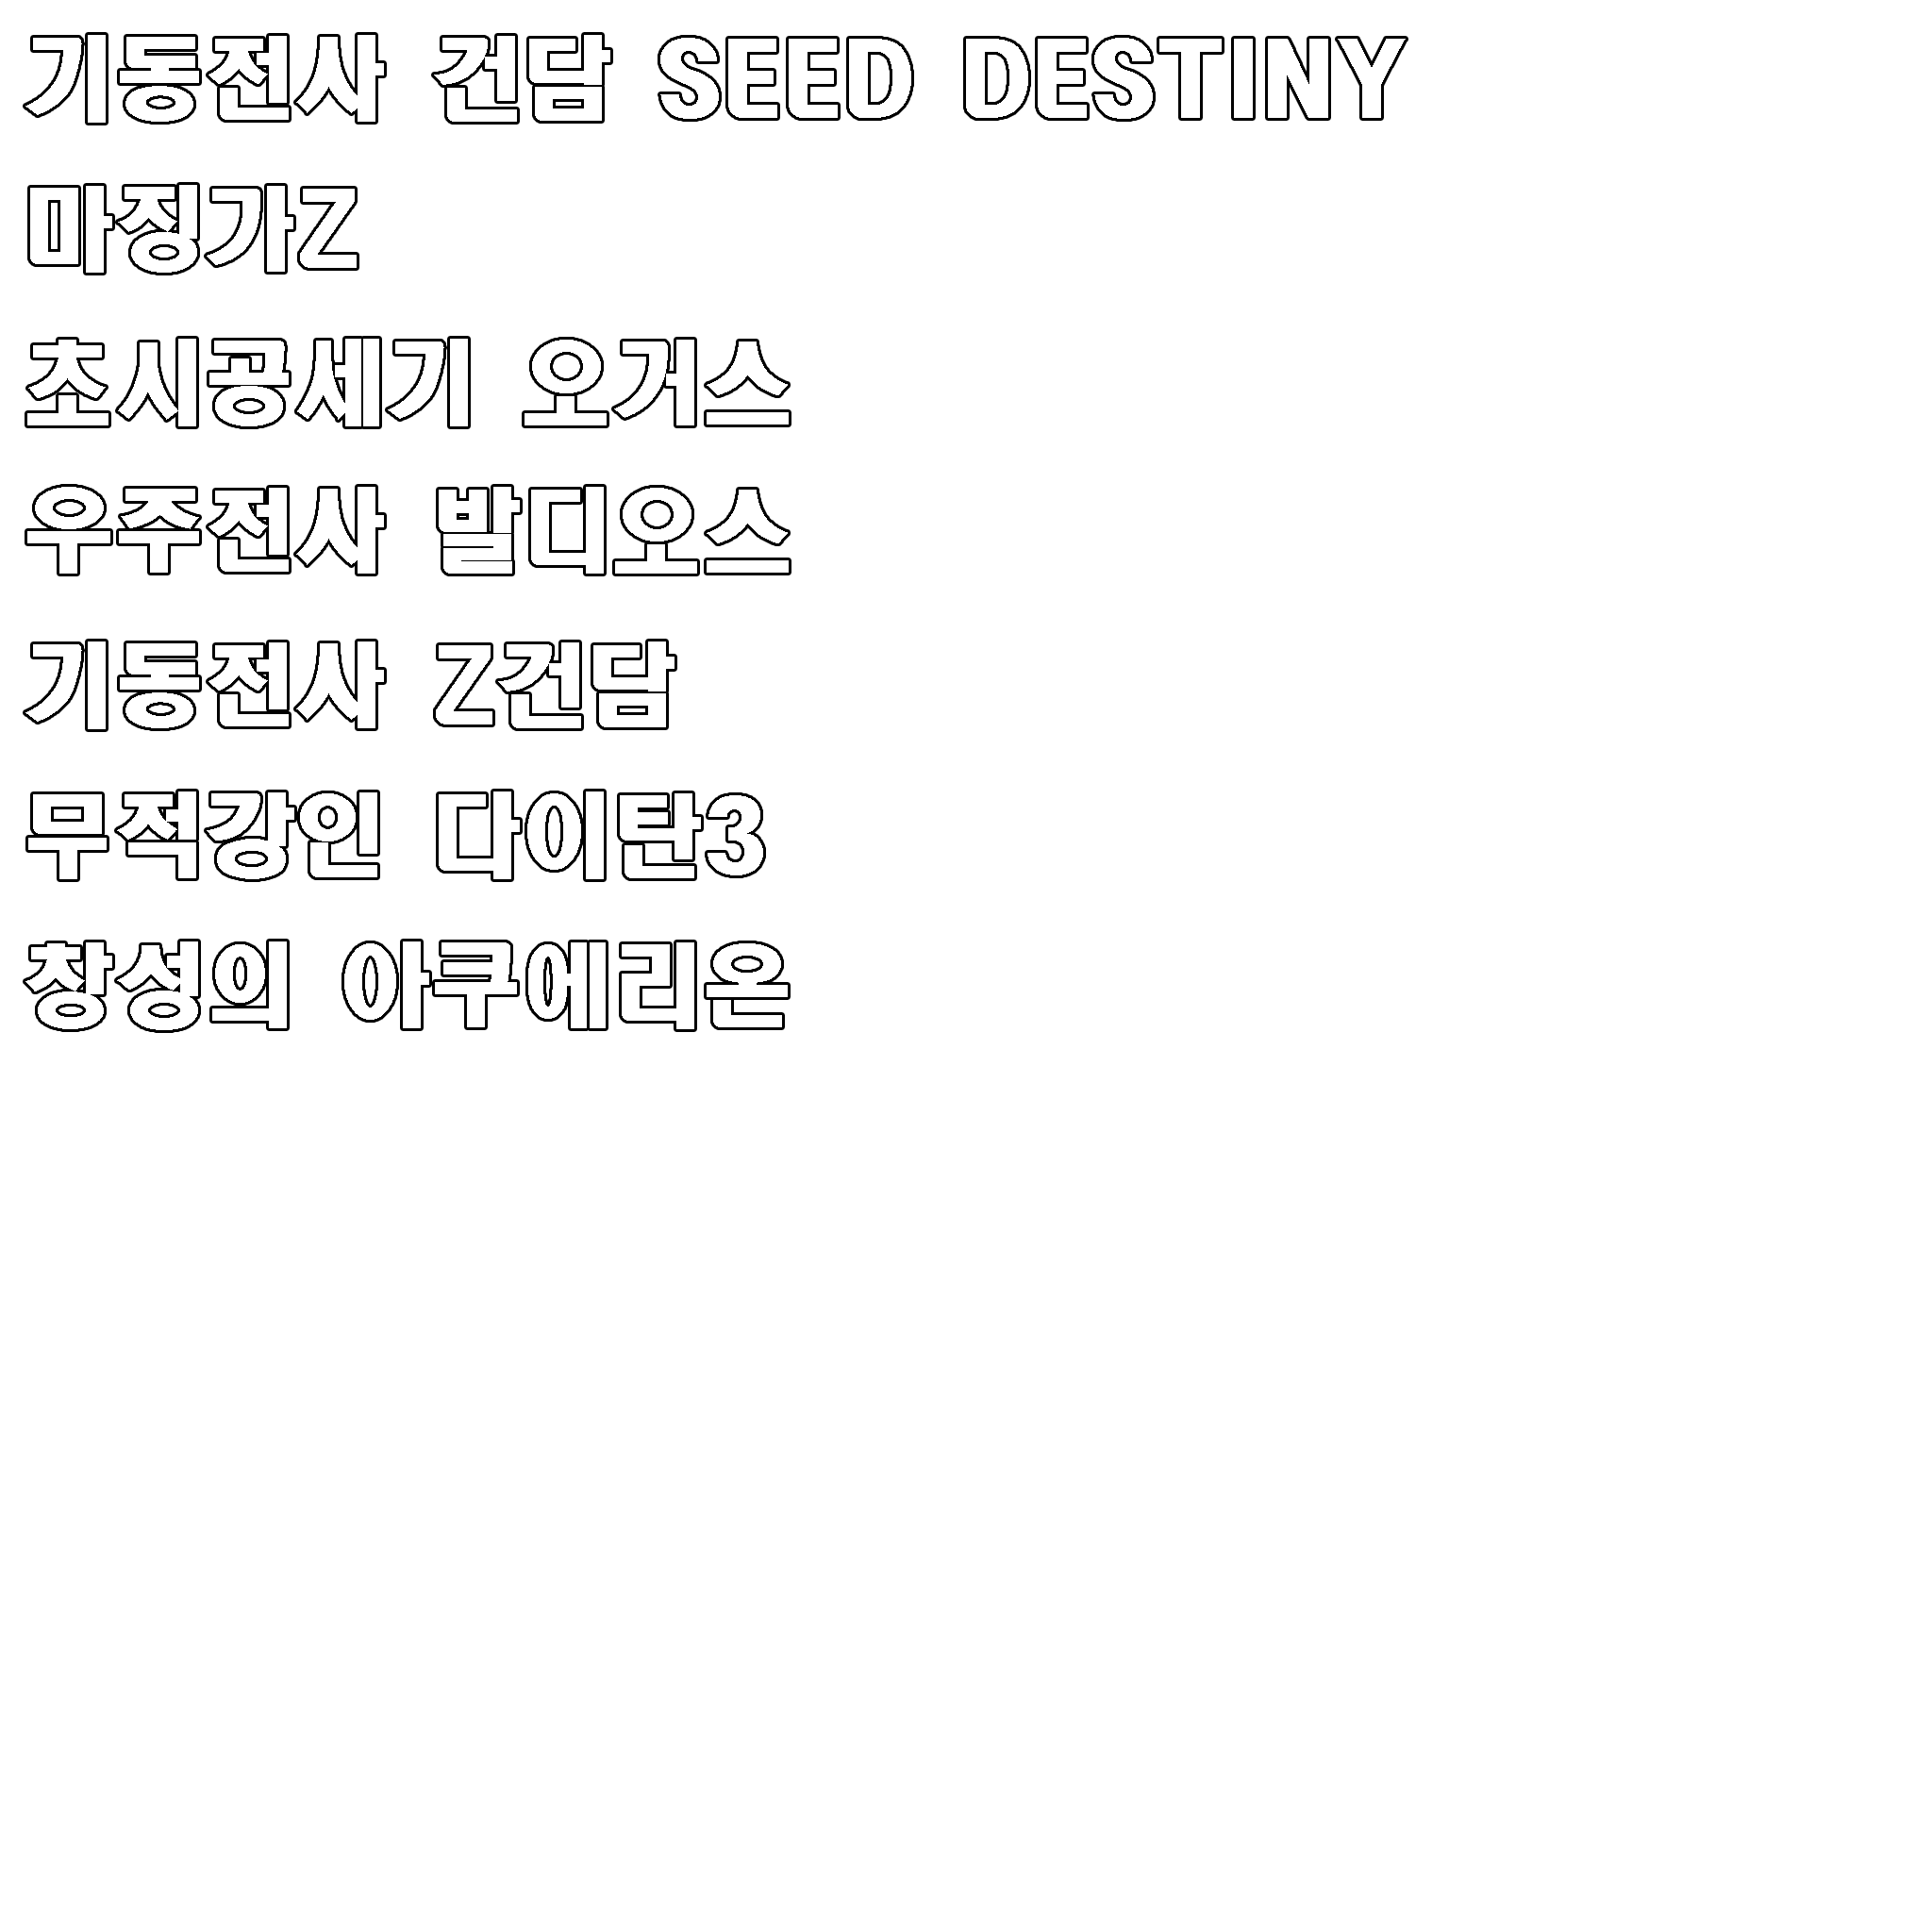 기동전사 건담 SEED DESTINY
마징가Z
초시공세기 오거스
우주전사 발디오스
기동전사 Z건담
무적강인 다이탄3
창성의 아쿠에리온